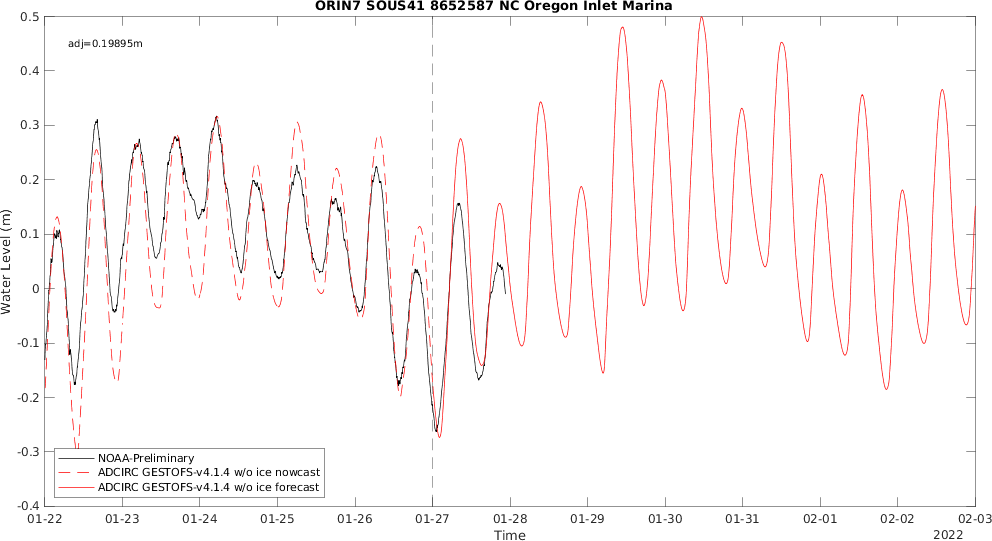 ORIN7 SOUS41 8652587 NC Oregon Inlet Marina
adj=0.19895m
0.5
0.4
0.3
0.2
0.1
0
-0.1
-0.2
-0.3
-0.4
Water Level (m)
NOAA-Preliminary
ADCIRC GESTOFS-v4.1.4 w/o ice nowcast
ADCIRC GESTOFS-v4.1.4 w/o ice forecast
01-22 01-23 01-24 01-25 01-26 01-27 01-28 01-29 01-30 01-31 02-01 02-02 02-03
Time
2022